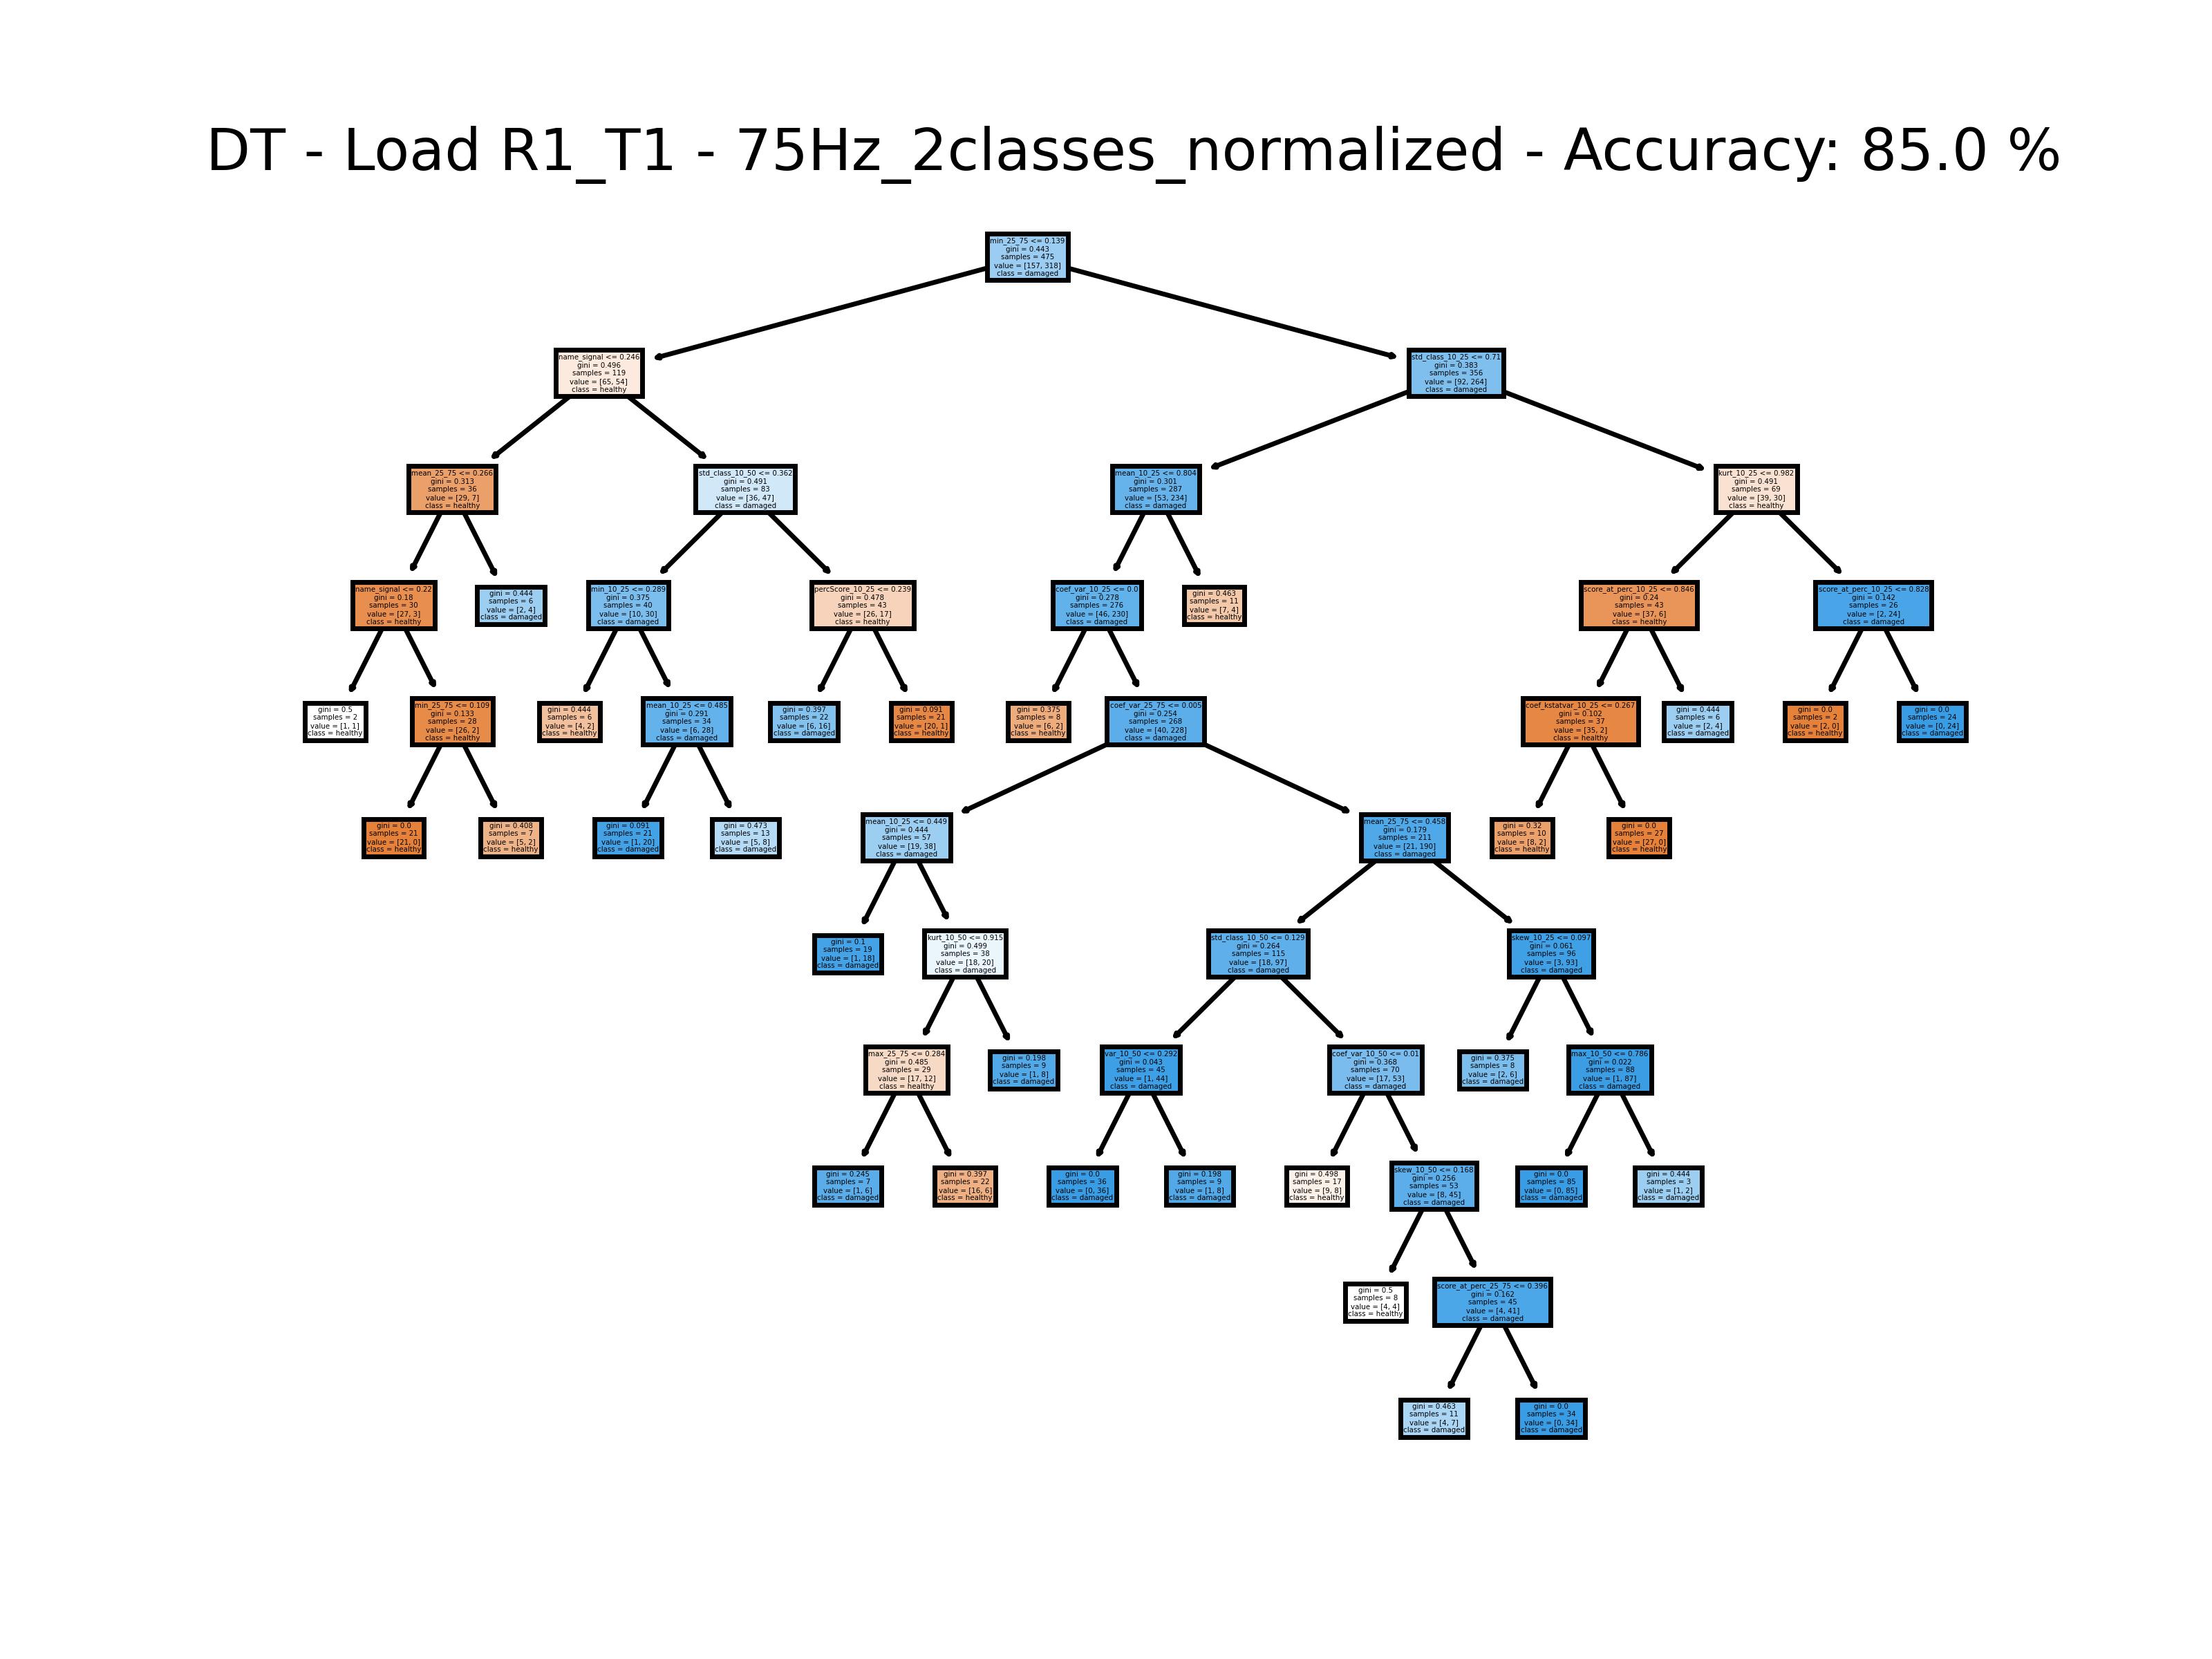 DT - Load R1_T1 - 75Hz_2classes_normalized - Accuracy: 85.0 %
min_25_75 <= 0.139
gini = 0.443
samples = 475
value = [157, 318]
class = damaged
name_signal <= 0.246
gini = 0.496
samples = 119
value = [65, 54]
class = healthy
std_class_10_25 <= 0.71
gini = 0.383
samples = 356
value = [92, 264]
class = damaged
mean_25_75 <= 0.266
gini = 0.313
samples = 36
value = [29, 7]
class = healthy
std_class_10_50 <= 0.362
gini = 0.491
samples = 83
value = [36, 47]
class = damaged
mean_10_25 <= 0.804
gini = 0.301
samples = 287
value = [53, 234]
class = damaged
kurt_10_25 <= 0.982
gini = 0.491
samples = 69
value = [39, 30]
class = healthy
name_signal <= 0.22
gini = 0.18
samples = 30
value = [27, 3]
class = healthy
gini = 0.444
samples = 6
value = [2, 4]
class = damaged
min_10_25 <= 0.289
gini = 0.375
samples = 40
value = [10, 30]
class = damaged
percScore_10_25 <= 0.239
gini = 0.478
samples = 43
value = [26, 17]
class = healthy
coef_var_10_25 <= 0.0
gini = 0.278
samples = 276
value = [46, 230]
class = damaged
gini = 0.463
samples = 11
value = [7, 4]
class = healthy
score_at_perc_10_25 <= 0.846
gini = 0.24
samples = 43
value = [37, 6]
class = healthy
score_at_perc_10_25 <= 0.828
gini = 0.142
samples = 26
value = [2, 24]
class = damaged
gini = 0.5
samples = 2
value = [1, 1]
class = healthy
min_25_75 <= 0.109
gini = 0.133
samples = 28
value = [26, 2]
class = healthy
gini = 0.444
samples = 6
value = [4, 2]
class = healthy
mean_10_25 <= 0.485
gini = 0.291
samples = 34
value = [6, 28]
class = damaged
gini = 0.397
samples = 22
value = [6, 16]
class = damaged
gini = 0.091
samples = 21
value = [20, 1]
class = healthy
gini = 0.375
samples = 8
value = [6, 2]
class = healthy
coef_var_25_75 <= 0.005
gini = 0.254
samples = 268
value = [40, 228]
class = damaged
coef_kstatvar_10_25 <= 0.267
gini = 0.102
samples = 37
value = [35, 2]
class = healthy
gini = 0.444
samples = 6
value = [2, 4]
class = damaged
gini = 0.0
samples = 2
value = [2, 0]
class = healthy
gini = 0.0
samples = 24
value = [0, 24]
class = damaged
gini = 0.0
samples = 21
value = [21, 0]
class = healthy
gini = 0.408
samples = 7
value = [5, 2]
class = healthy
gini = 0.091
samples = 21
value = [1, 20]
class = damaged
gini = 0.473
samples = 13
value = [5, 8]
class = damaged
mean_10_25 <= 0.449
gini = 0.444
samples = 57
value = [19, 38]
class = damaged
mean_25_75 <= 0.458
gini = 0.179
samples = 211
value = [21, 190]
class = damaged
gini = 0.32
samples = 10
value = [8, 2]
class = healthy
gini = 0.0
samples = 27
value = [27, 0]
class = healthy
gini = 0.1
samples = 19
value = [1, 18]
class = damaged
kurt_10_50 <= 0.915
gini = 0.499
samples = 38
value = [18, 20]
class = damaged
std_class_10_50 <= 0.129
gini = 0.264
samples = 115
value = [18, 97]
class = damaged
skew_10_25 <= 0.097
gini = 0.061
samples = 96
value = [3, 93]
class = damaged
max_25_75 <= 0.284
gini = 0.485
samples = 29
value = [17, 12]
class = healthy
gini = 0.198
samples = 9
value = [1, 8]
class = damaged
var_10_50 <= 0.292
gini = 0.043
samples = 45
value = [1, 44]
class = damaged
coef_var_10_50 <= 0.01
gini = 0.368
samples = 70
value = [17, 53]
class = damaged
gini = 0.375
samples = 8
value = [2, 6]
class = damaged
max_10_50 <= 0.786
gini = 0.022
samples = 88
value = [1, 87]
class = damaged
gini = 0.245
samples = 7
value = [1, 6]
class = damaged
gini = 0.397
samples = 22
value = [16, 6]
class = healthy
gini = 0.0
samples = 36
value = [0, 36]
class = damaged
gini = 0.198
samples = 9
value = [1, 8]
class = damaged
gini = 0.498
samples = 17
value = [9, 8]
class = healthy
skew_10_50 <= 0.168
gini = 0.256
samples = 53
value = [8, 45]
class = damaged
gini = 0.0
samples = 85
value = [0, 85]
class = damaged
gini = 0.444
samples = 3
value = [1, 2]
class = damaged
gini = 0.5
samples = 8
value = [4, 4]
class = healthy
score_at_perc_25_75 <= 0.396
gini = 0.162
samples = 45
value = [4, 41]
class = damaged
gini = 0.463
samples = 11
value = [4, 7]
class = damaged
gini = 0.0
samples = 34
value = [0, 34]
class = damaged